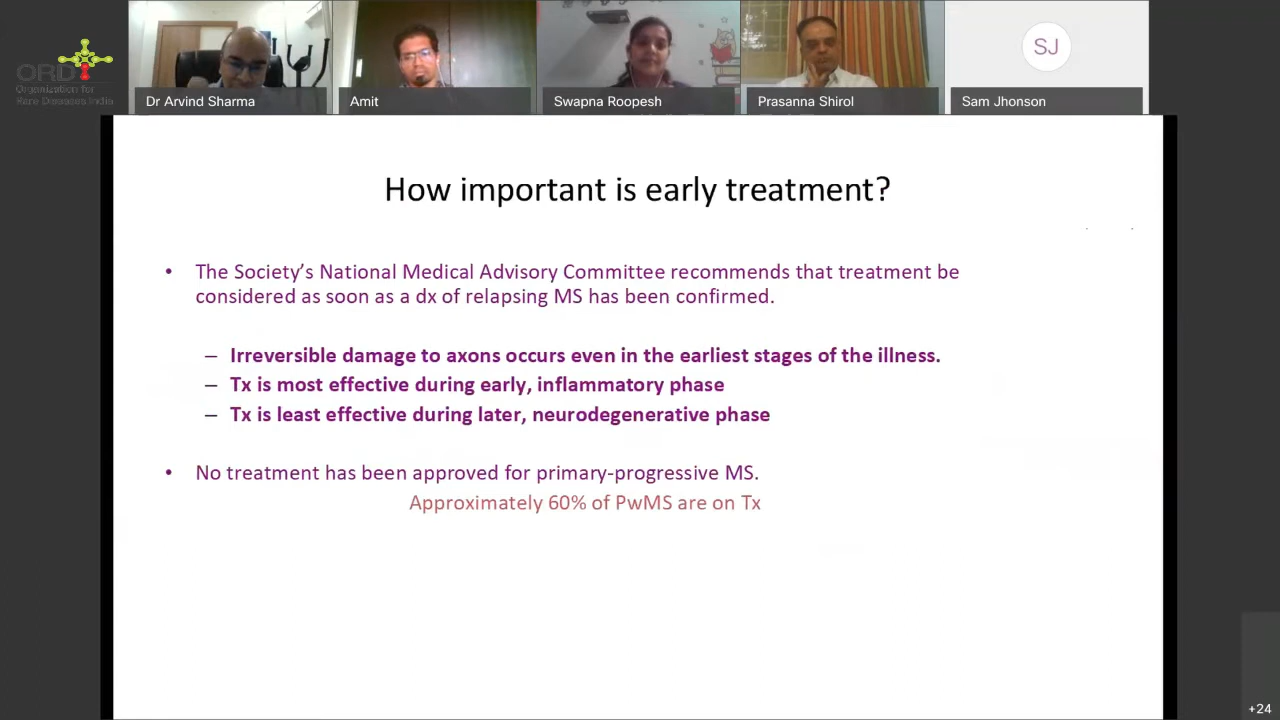 ORDI
Organization for
Rare Diseases India
Dr Arvind Sharma
Amit
Swapna Roopesh
Prasanna Shirol
SJ
Sam Jhonson
How important is early treatment?
• The Society’s National Medical Advisory Committee recommends that treatment be
considered as soon as a dx of relapsing MS has been confirmed.
– Irreversible damage to axons occurs even in the earliest stages of the illness.
– Tx is most effective during early, inflammatory phase
– Tx is least effective during later, neurodegenerative phase
• No treatment has been approved for primary-progressive MS.
Approximately 60% of PwMS are on Tx
+24